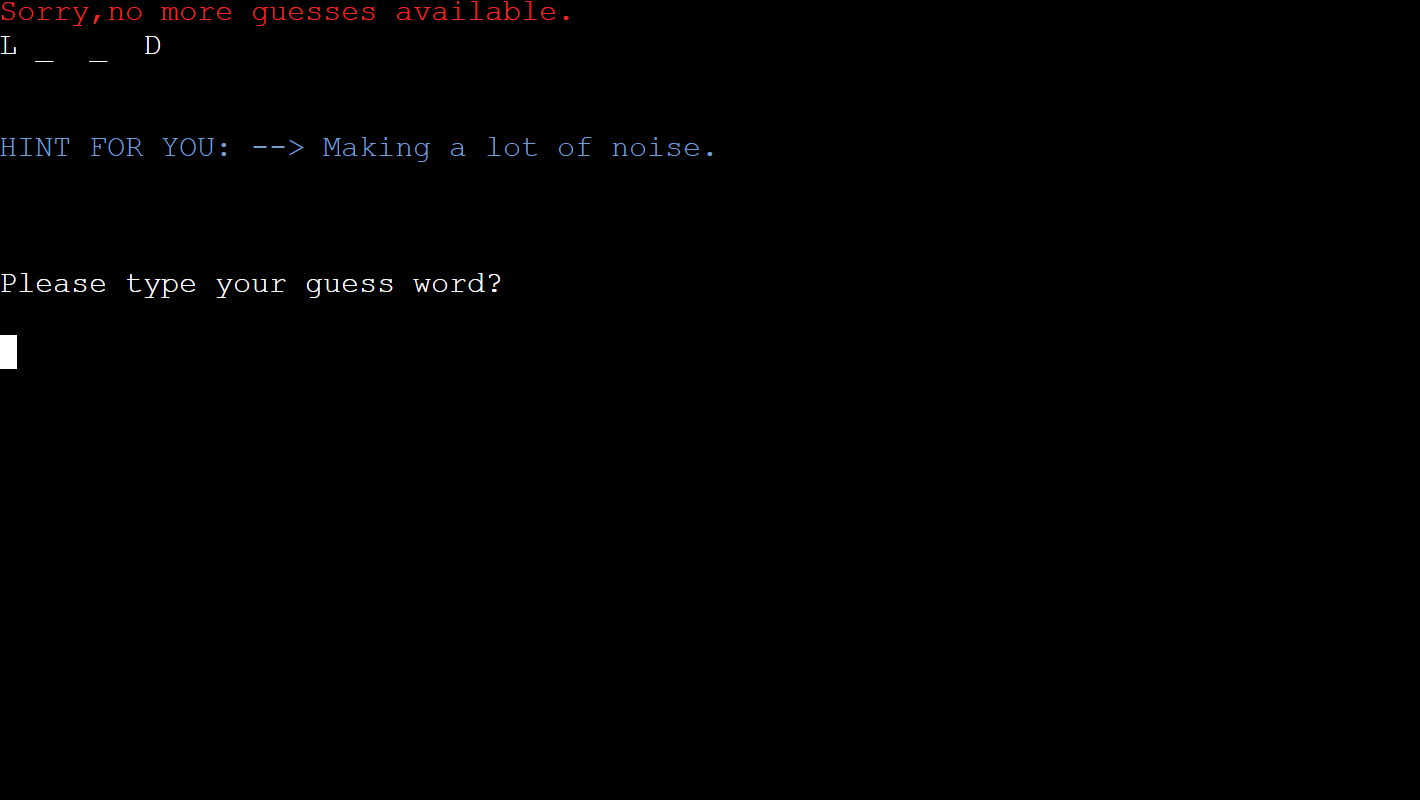 Sorry,no more guesses available.
L _  _  D
HINT FOR YOU: --> Making a lot of noise.
Please type your guess word?